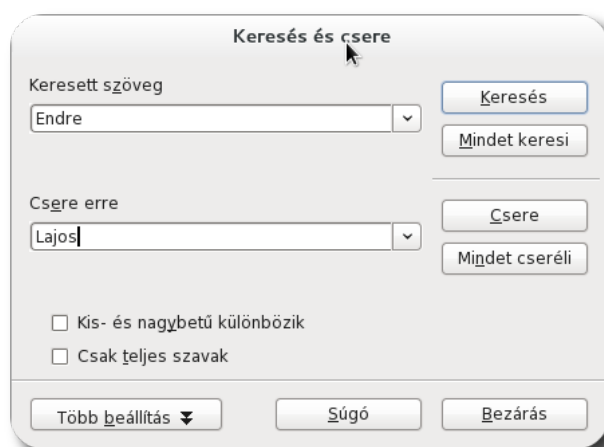 Keresés és csere
Keresett szöveg
Endre
Keresés
Mindet keresi
Csere erre
Lajos
Csere
Mindet cseréli
Kis- és nagybetű különbözik
Csak teljes szavak
Több beállítás
Súgó
Bezárás